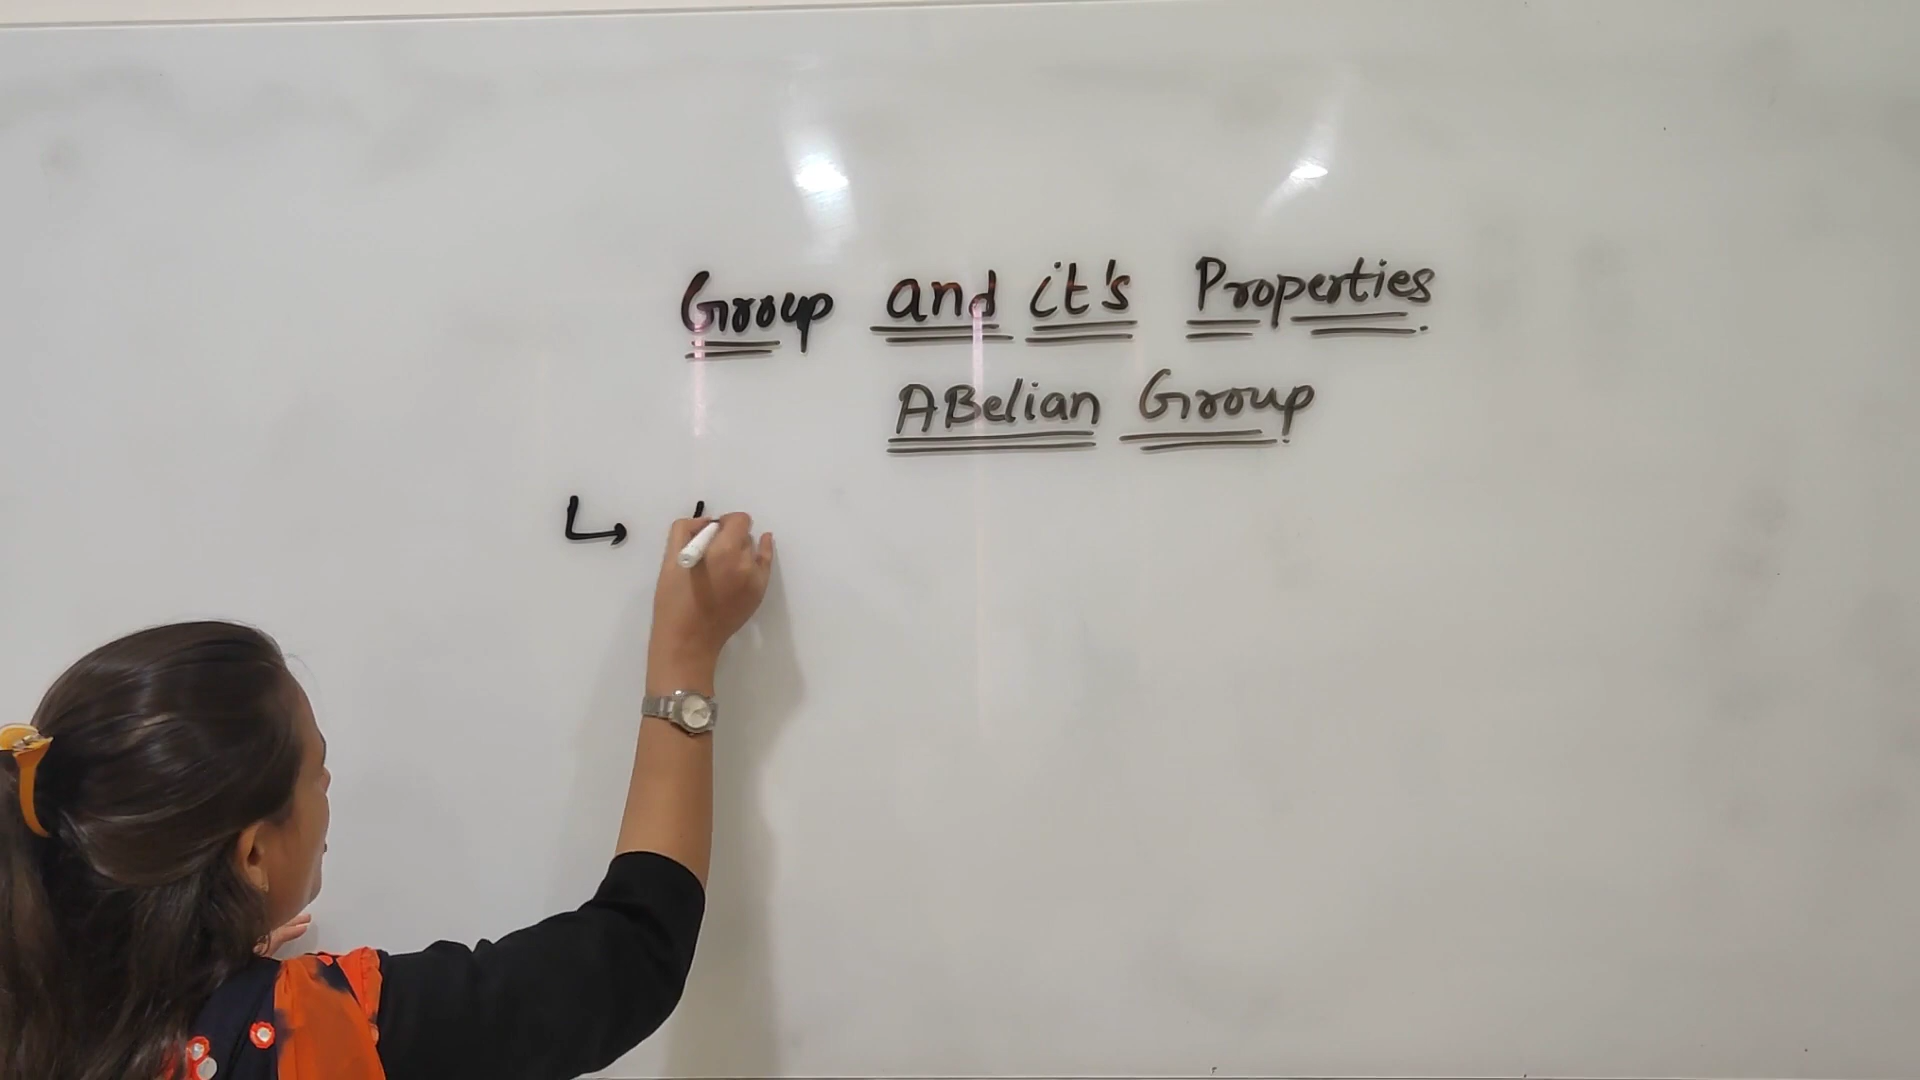 Group and it's Properties
ABelian Group
↳